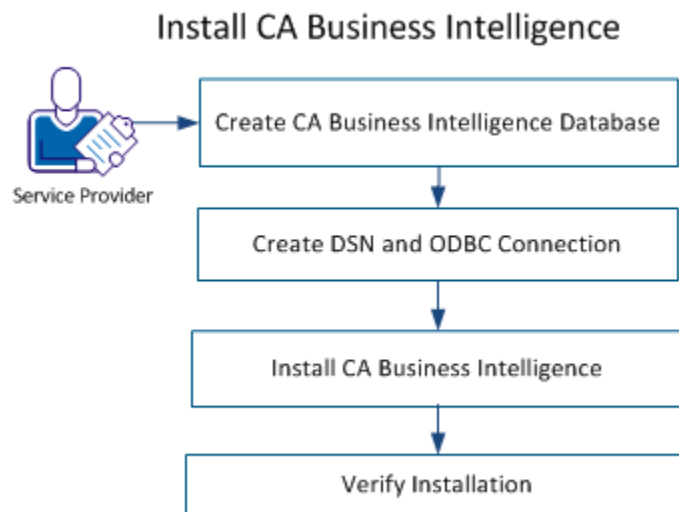 Install CA Business Intelligence
Create CA Business Intelligence Database
Service Provider
Create DSN and ODBC Connection
Install CA Business Intelligence
Verify Installation